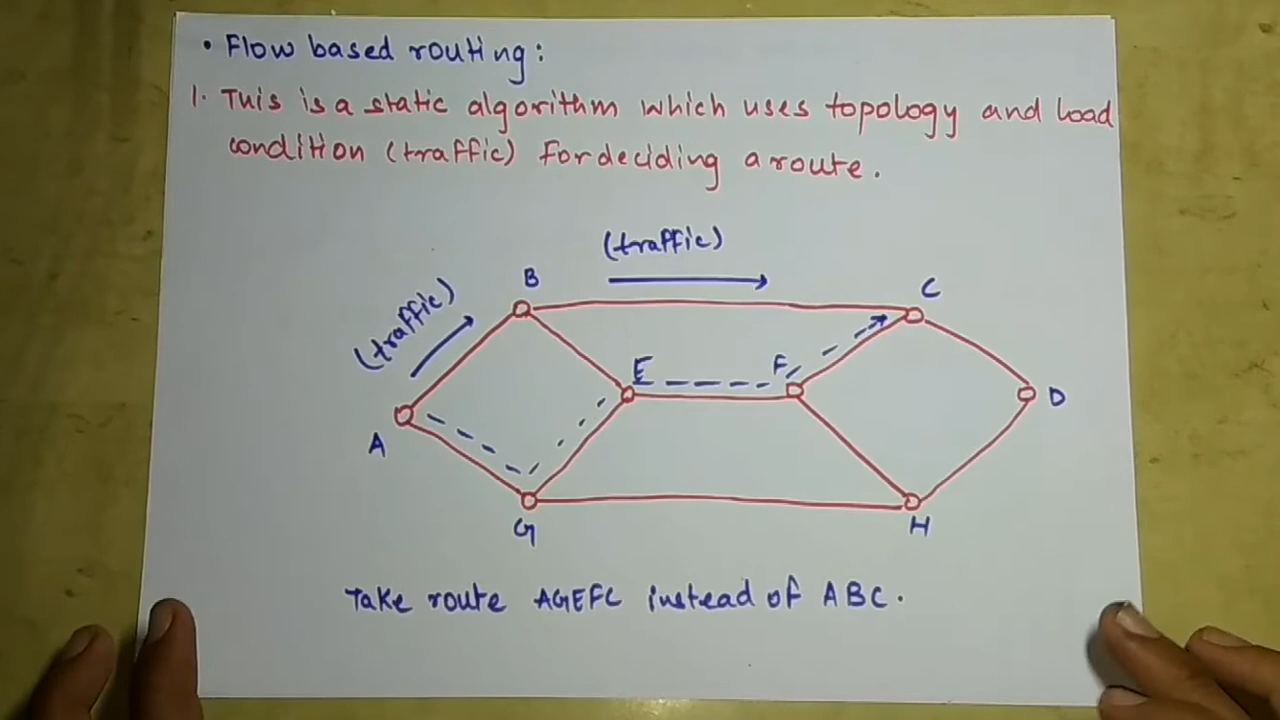 • Flow based routing:
1. This is a static algorithm which uses topology and load
condition (traffic) for deciding a route.
(traffic)
B
C
(traffic)
E
F
D
A
G
H
Take route AGEFC instead of ABC.